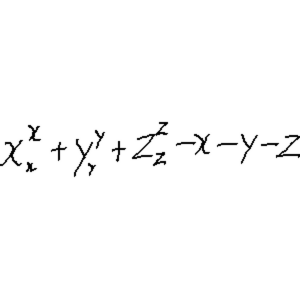 $x_x^x + y_y^y + z_z^z - x - y - z$